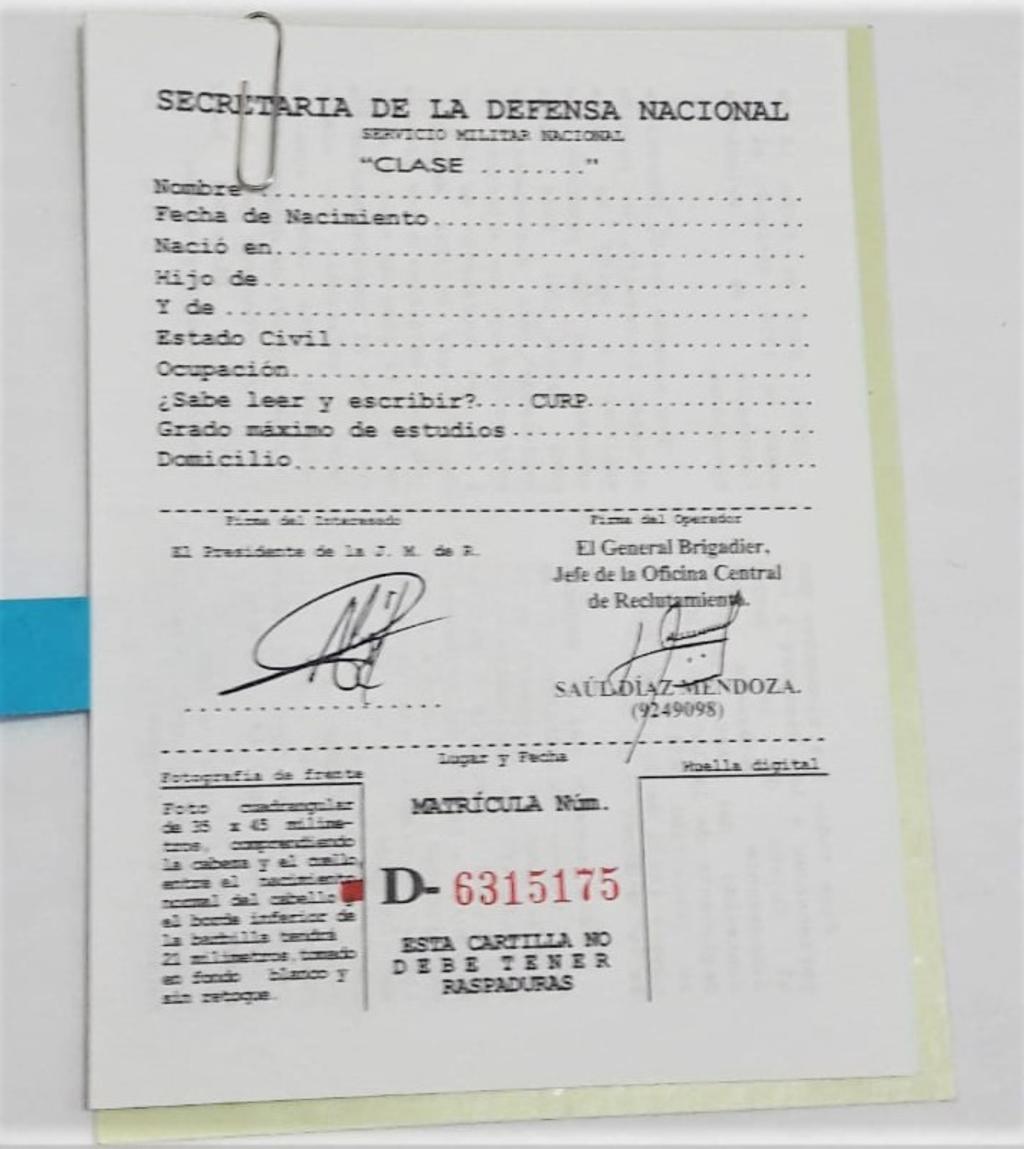 SECRETARIA DE LA DEFENSA NACIONAL
SERVICIO MILITAR NACIONAL
"CLASE ........"
Nombre ........................................
Fecha de Nacimiento............................
Nació en.......................................
Hijo de........................................
Y de ..........................................
Estado Civil...................................
Ocupación......................................
¿Sabe leer y escribir?....CURP.................
Grado máximo de estudios.......................
Domicilio......................................
Firma del Interesado
Firma del Operador
El Presidente de la J. M. de R.
El General Brigadier,
Jefe de la Oficina Central
de Reclutamiento.
SAÚL DÍAZ MENDOZA.
(9249098)
Lugar y Fecha
Fotografía de frente
Foto cuadrangular
de 35 x 45 milíme-
tros, comprendiendo
la cabeza y el cuello,
entre el nacimiento
normal del cabello y
el borde inferior de
la barbilla tendrá
21 milímetros, tomado
en fondo blanco y
sin retoque.
MATRÍCULA Núm.
D- 6315175
ESTA CARTILLA NO
DEBE TENER
RASPADURAS
Huella digital